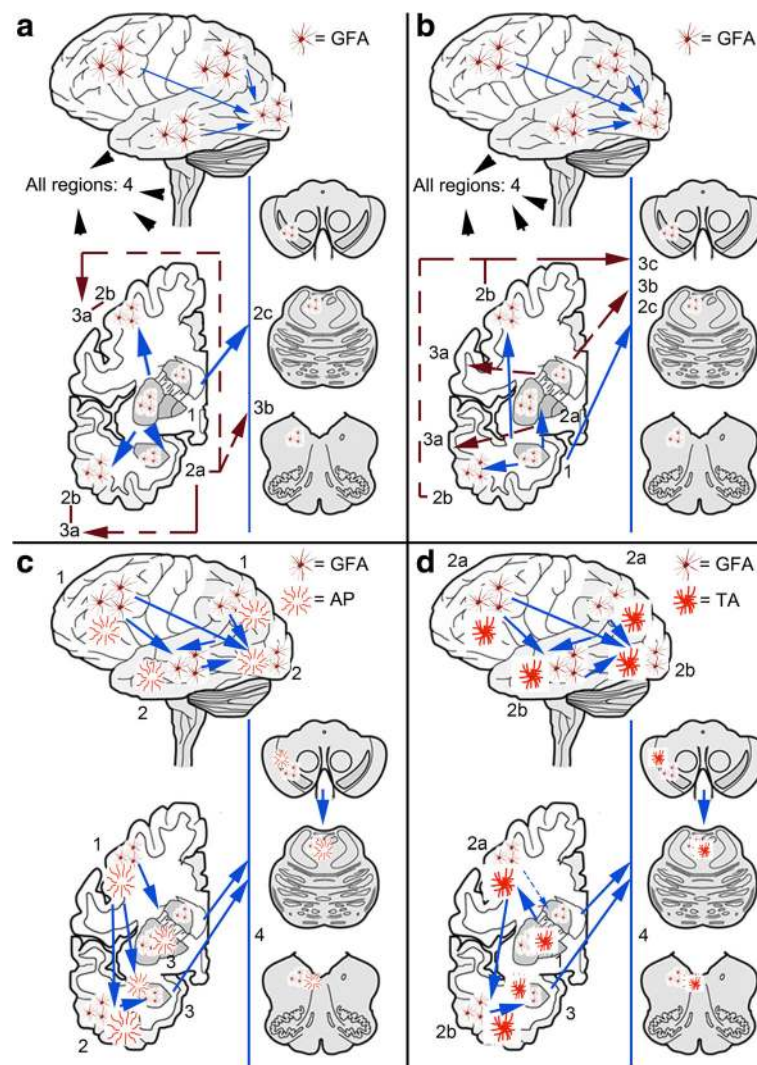 a
= GFA
All regions: 4
2b
3a
2c
1
3b
2a
2b
3a
b
= GFA
All regions: 4
3c
3b
2c
2b
3a
2a
3a
1
2b
c
1
1
= GFA
= AP
2
2
1
3
3
2
4
d
2a
2a
= GFA
= TA
2b
2b
2a
1
3
2b
4